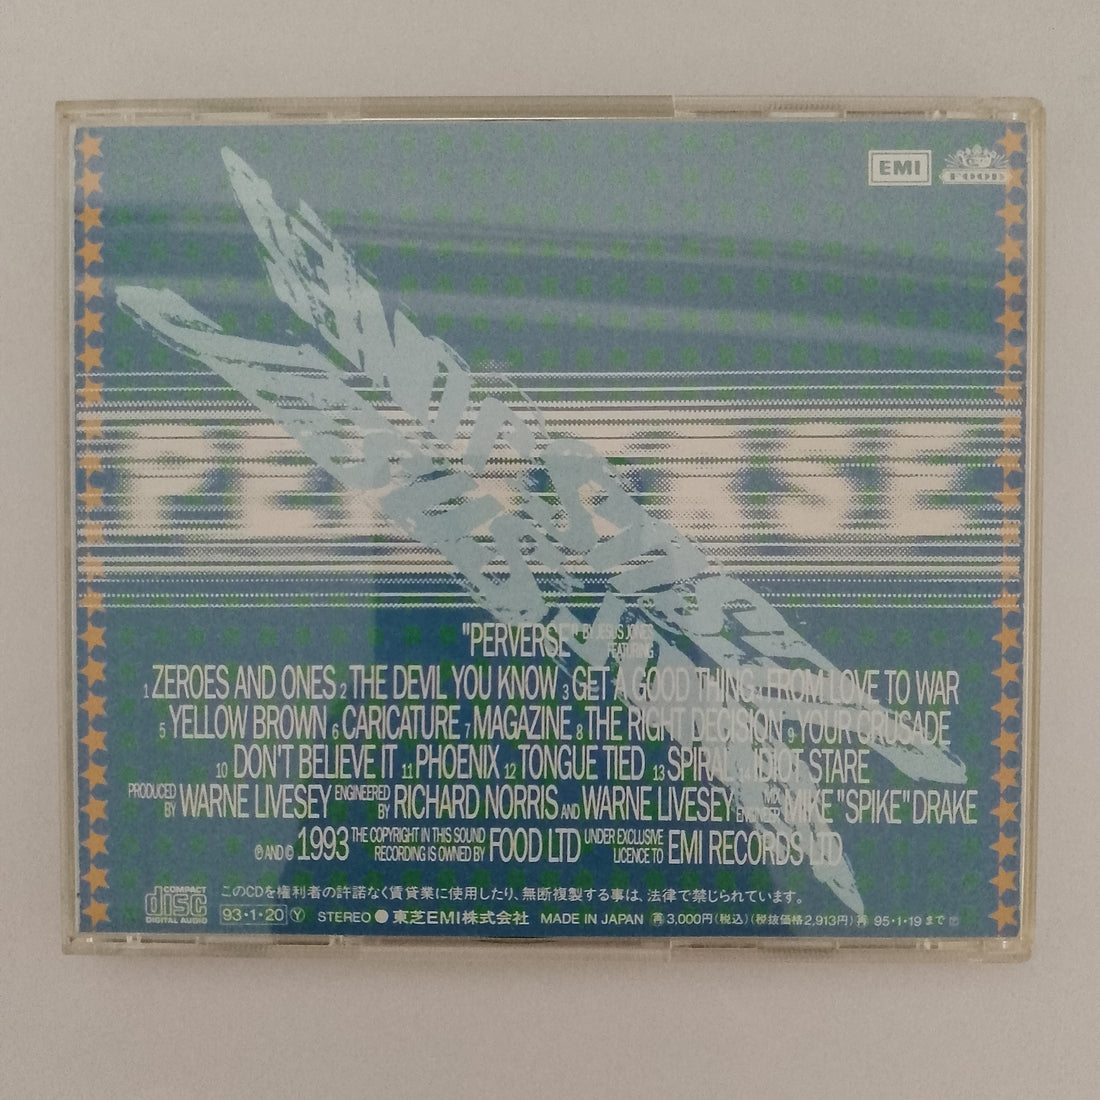 EMI
FOOD
PERVERSE
"PERVERSE" BY JESUS JONES FEATURING
1 ZEROES AND ONES 2 THE DEVIL YOU KNOW 3 GET A GOOD THING 4 FROM LOVE TO WAR
5 YELLOW BROWN 6 CARICATURE 7 MAGAZINE 8 THE RIGHT DECISION 9 YOUR CRUSADE
10 DON'T BELIEVE IT 11 PHOENIX 12 TONGUE TIED 13 SPIRAL 14 IDIOT STARE
PRODUCED BY WARNE LIVESEY ENGINEERED BY RICHARD NORRIS AND WARNE LIVESEY MIX ENGINEER MIKE "SPIKE" DRAKE
℗ AND © 1993 THE COPYRIGHT IN THIS SOUND RECORDING IS OWNED BY FOOD LTD UNDER EXCLUSIVE LICENCE TO EMI RECORDS LTD
COMPACT disc DIGITAL AUDIO
このCDを権利者の許諾なく賃貸業に使用したり、無断複製する事は、法律で禁じられています。
93・1・20 Ⓨ STEREO ● 東芝EMI株式会社 MADE IN JAPAN 再 3,000円(税込)(税抜価格2,913円) 再 95・1・19 まで